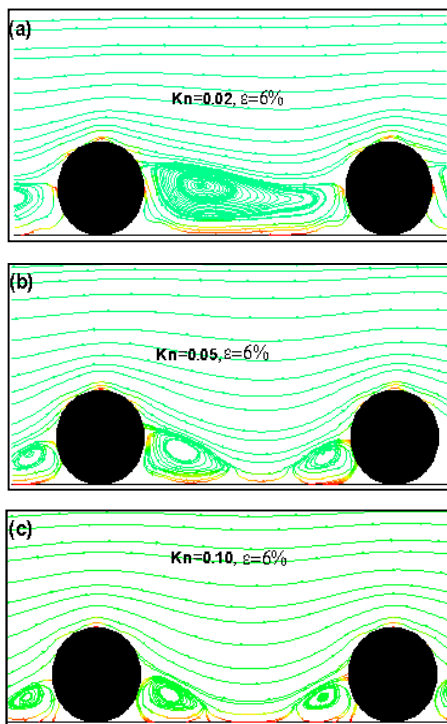 (a)
Kn=0.02, ε=6%
(b)
Kn=0.05, ε=6%
(c)
Kn=0.10, ε=6%